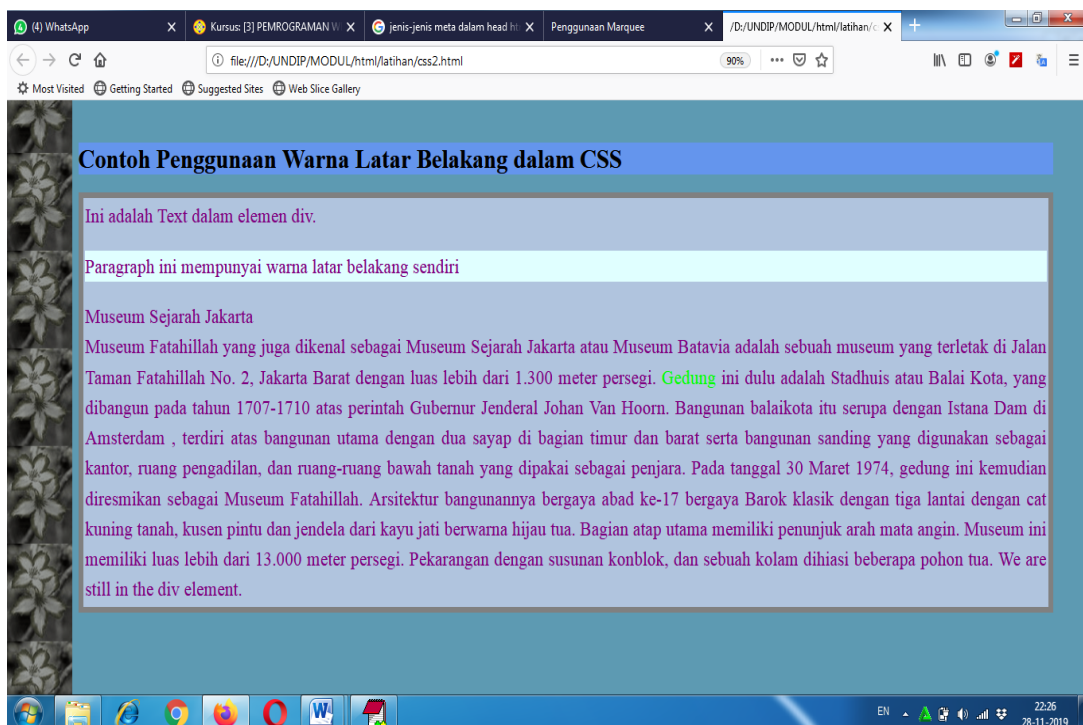 (4) WhatsApp
Kursus: [3] PEMROGRAMAN W
jenis-jenis meta dalam head ht
Penggunaan Marquee
/D:/UNDIP/MODUL/html/latihan/c
file:///D:/UNDIP/MODUL/html/latihan/css2.html
90%
Most Visited
Getting Started
Suggested Sites
Web Slice Gallery
Contoh Penggunaan Warna Latar Belakang dalam CSS
Ini adalah Text dalam elemen div.
Paragraph ini mempunyai warna latar belakang sendiri
Museum Sejarah Jakarta
Museum Fatahillah yang juga dikenal sebagai Museum Sejarah Jakarta atau Museum Batavia adalah sebuah museum yang terletak di Jalan
Taman Fatahillah No. 2, Jakarta Barat dengan luas lebih dari 1.300 meter persegi. Gedung ini dulu adalah Stadhuis atau Balai Kota, yang
dibangun pada tahun 1707-1710 atas perintah Gubernur Jenderal Johan Van Hoorn. Bangunan balaikota itu serupa dengan Istana Dam di
Amsterdam , terdiri atas bangunan utama dengan dua sayap di bagian timur dan barat serta bangunan sanding yang digunakan sebagai
kantor, ruang pengadilan, dan ruang-ruang bawah tanah yang dipakai sebagai penjara. Pada tanggal 30 Maret 1974, gedung ini kemudian
diresmikan sebagai Museum Fatahillah. Arsitektur bangunannya bergaya abad ke-17 bergaya Barok klasik dengan tiga lantai dengan cat
kuning tanah, kusen pintu dan jendela dari kayu jati berwarna hijau tua. Bagian atap utama memiliki penunjuk arah mata angin. Museum ini
memiliki luas lebih dari 13.000 meter persegi. Pekarangan dengan susunan konblok, dan sebuah kolam dihiasi beberapa pohon tua. We are
still in the div element.
EN
22:26
28-11-2019